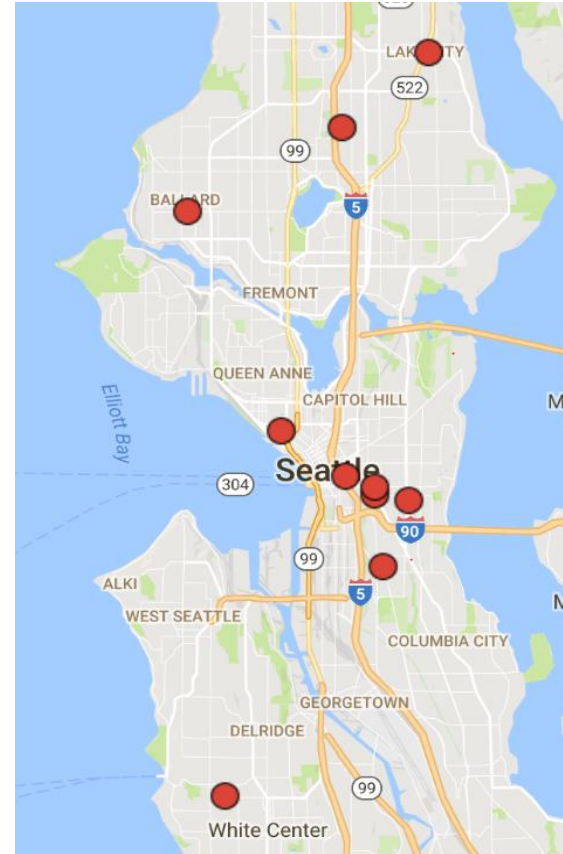 LAKE CITY
522
99
BALLARD
5
FREMONT
QUEEN ANNE
CAPITOL HILL
Elliott Bay
M
Seattle
304
90
99
ALKI
5
WEST SEATTLE
COLUMBIA CITY
GEORGETOWN
DELRIDGE
99
White Center